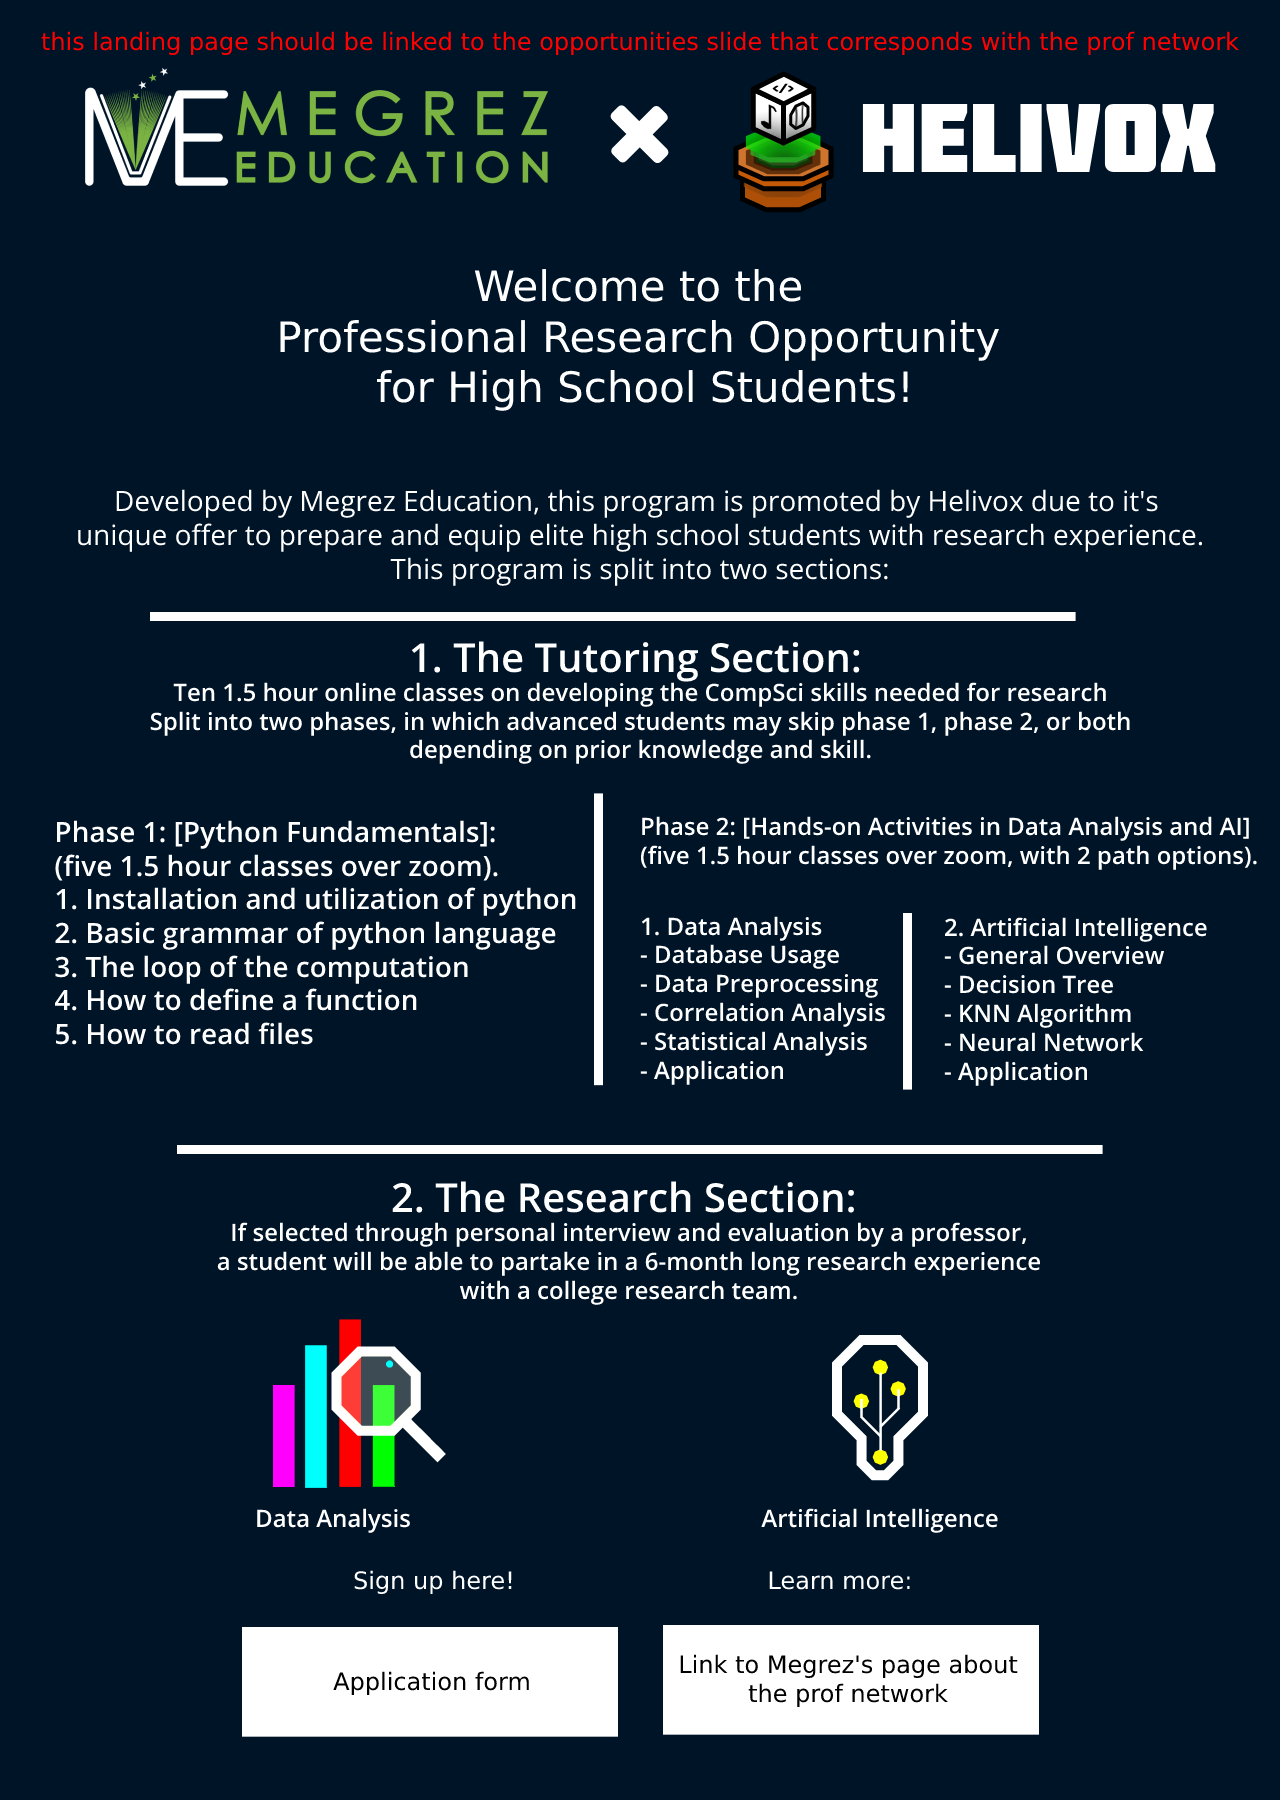 this landing page should be linked to the opportunities slide that corresponds with the prof network
MEGREZ
EDUCATION
HELIVOX
Welcome to the
Professional Research Opportunity
for High School Students!
Developed by Megrez Education, this program is promoted by Helivox due to it's
unique offer to prepare and equip elite high school students with research experience.
This program is split into two sections:
1. The Tutoring Section:
Ten 1.5 hour online classes on developing the CompSci skills needed for research
Split into two phases, in which advanced students may skip phase 1, phase 2, or both
depending on prior knowledge and skill.
Phase 1: [Python Fundamentals]:
(five 1.5 hour classes over zoom).
1. Installation and utilization of python
2. Basic grammar of python language
3. The loop of the computation
4. How to define a function
5. How to read files
Phase 2: [Hands-on Activities in Data Analysis and AI]
(five 1.5 hour classes over zoom, with 2 path options).
1. Data Analysis
- Database Usage
- Data Preprocessing
- Correlation Analysis
- Statistical Analysis
- Application
2. Artificial Intelligence
- General Overview
- Decision Tree
- KNN Algorithm
- Neural Network
- Application
2. The Research Section:
If selected through personal interview and evaluation by a professor,
a student will be able to partake in a 6-month long research experience
with a college research team.
Data Analysis
Artificial Intelligence
Sign up here!
Learn more:
Application form
Link to Megrez's page about
the prof network